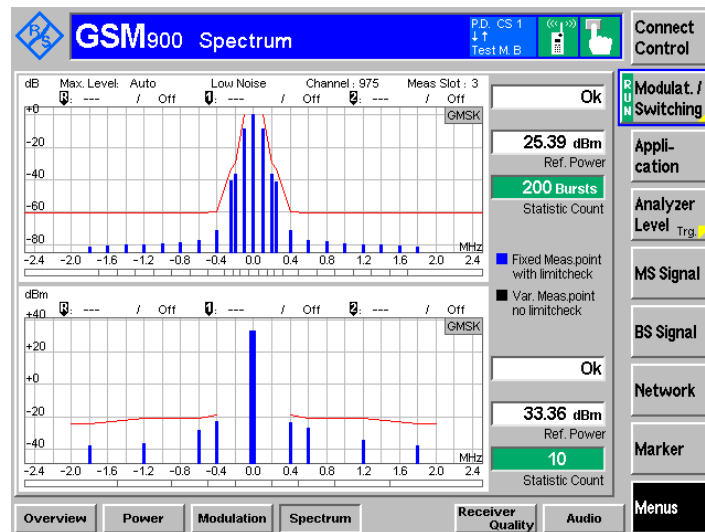 R&S
GSM900 Spectrum
P.D. CS 1
↓↑
Test M. B
Connect Control
RUN
Modulat. / Switching
Appli-cation
Analyzer Level Trg.
MS Signal
BS Signal
Network
Marker
Menus
dB Max. Level: Auto Low Noise Channel : 975 Meas Slot : 3
R: --- / Off 1: --- / Off 2: --- / Off
GMSK
+0
-20
-40
-60
-80
MHz
-2.4 -2.0 -1.6 -1.2 -0.8 -0.4 0.0 0.4 0.8 1.2 1.6 2.0 2.4
Ok
25.39 dBm
Ref. Power
200 Bursts
Statistic Count
Fixed Meas.point
with limitcheck
Var. Meas.point
no limitcheck
dBm
R: --- / Off 1: --- / Off 2: --- / Off
GMSK
+40
+20
+0
-20
-40
MHz
-2.4 -2.0 -1.6 -1.2 -0.8 -0.4 0.0 0.4 0.8 1.2 1.6 2.0 2.4
Ok
33.36 dBm
Ref. Power
10
Statistic Count
Overview Power Modulation Spectrum Receiver Quality Audio